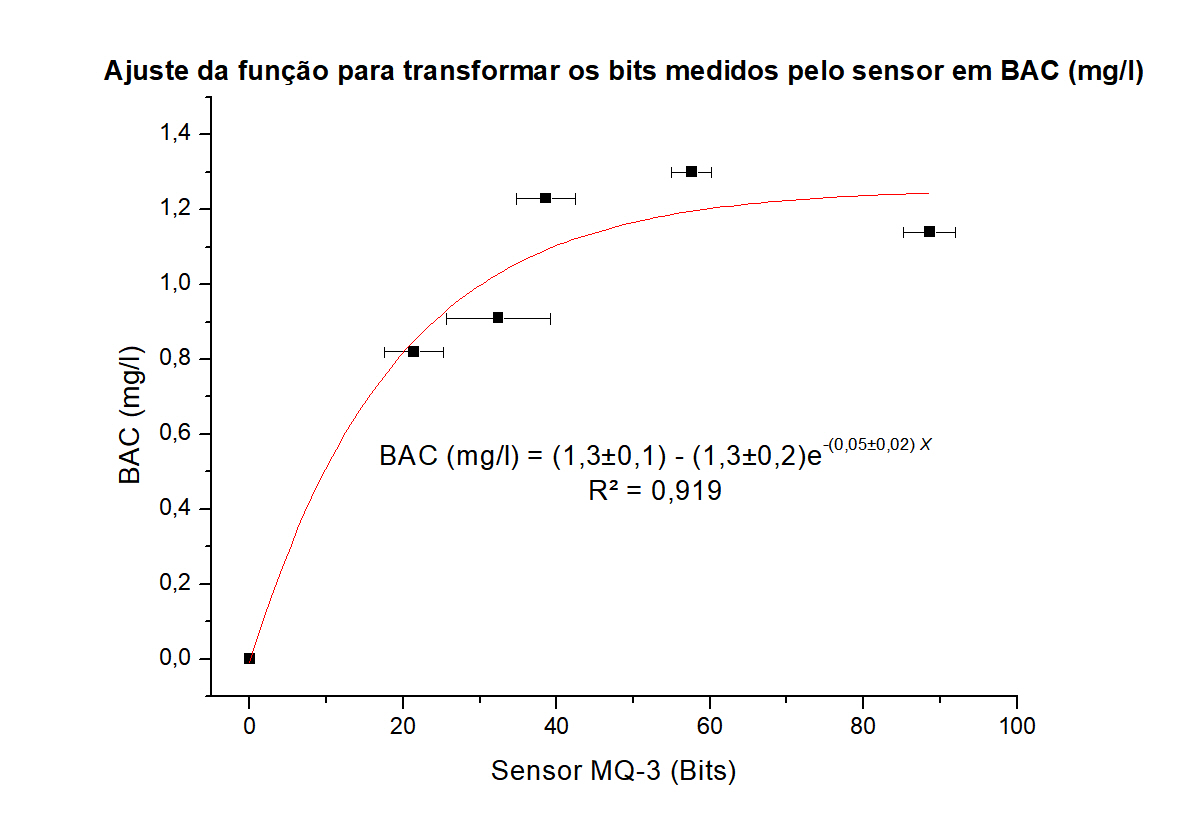 Ajuste da função para transformar os bits medidos pelo sensor em BAC (mg/l)
1,4
1,2
1,0
0,8
0,6
0,4
0,2
0,0
BAC (mg/l)
BAC (mg/l) = (1,3±0,1) - (1,3±0,2)e-(0,05±0,02) X
R² = 0,919
0 20 40 60 80 100
Sensor MQ-3 (Bits)